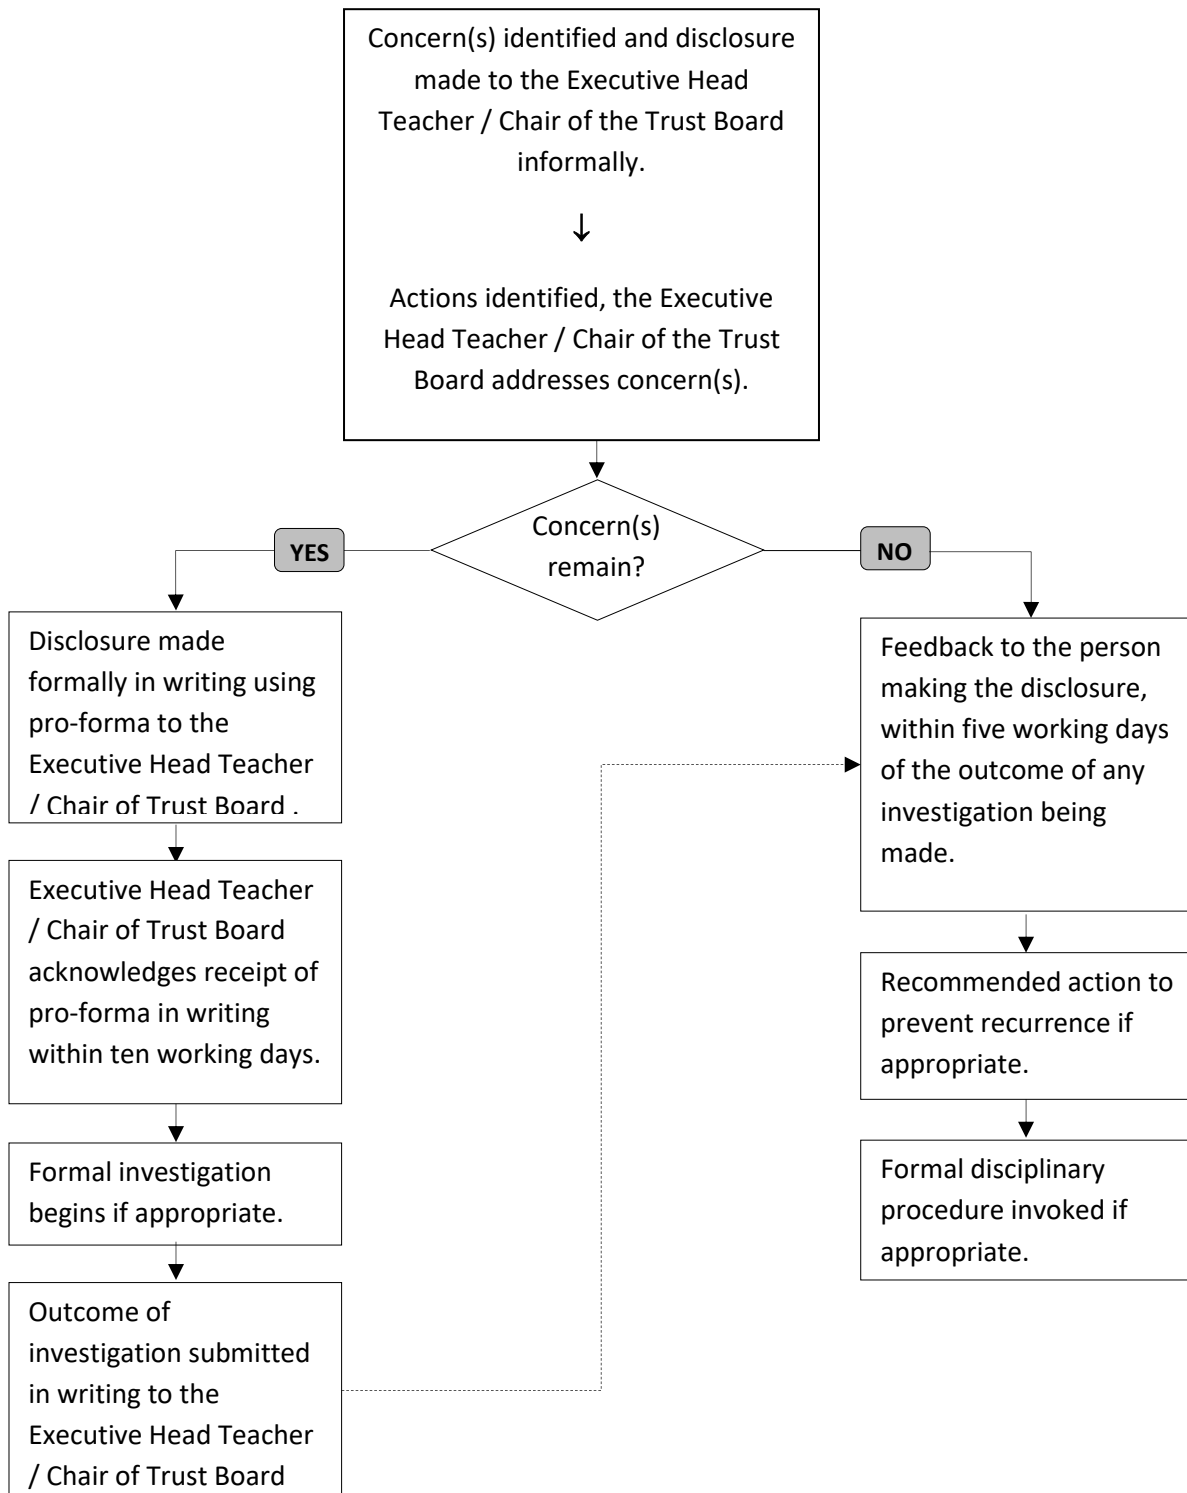 Concern(s) identified and disclosure
made to the Executive Head
Teacher / Chair of the Trust Board
informally.
↓
Actions identified, the Executive
Head Teacher / Chair of the Trust
Board addresses concern(s).
Concern(s)
remain?
YES
NO
Disclosure made
formally in writing using
pro-forma to the
Executive Head Teacher
/ Chair of Trust Board .
Executive Head Teacher
/ Chair of Trust Board
acknowledges receipt of
pro-forma in writing
within ten working days.
Formal investigation
begins if appropriate.
Outcome of
investigation submitted
in writing to the
Executive Head Teacher
/ Chair of Trust Board
Feedback to the person
making the disclosure,
within five working days
of the outcome of any
investigation being
made.
Recommended action to
prevent recurrence if
appropriate.
Formal disciplinary
procedure invoked if
appropriate.